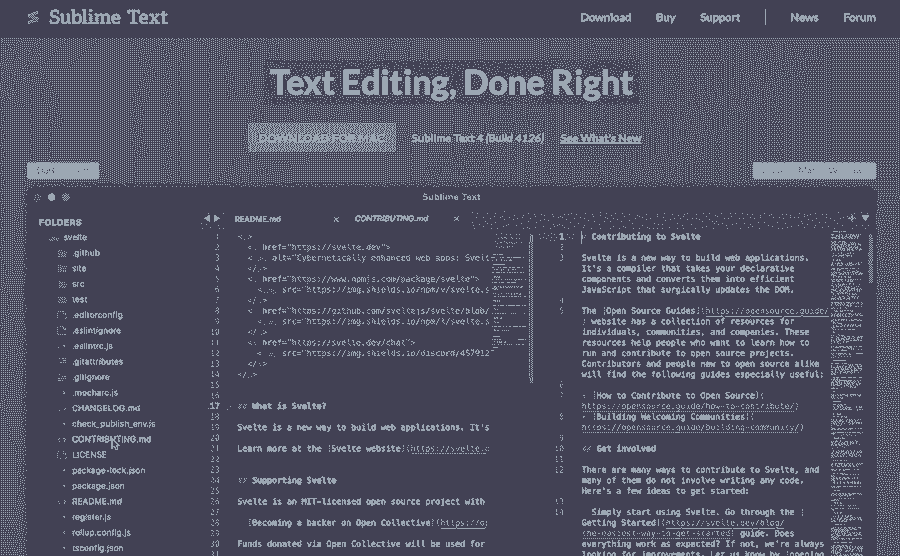 Sublime Text
Download Buy Support News Forum
Text Editing, Done Right
DOWNLOAD FOR MAC Sublime Text 4 (Build 4126) See What's New
Sublime Text
FOLDERS
svelte
.github
site
src
test
.editorconfig
.eslintignore
.eslintrc.js
.gitattributes
.gitignore
.mocharc.js
CHANGELOG.md
check_publish_env.js
CONTRIBUTING.md
LICENSE
package-lock.json
package.json
README.md
register.js
rollup.config.js
tsconfig.json
README.md
CONTRIBUTING.md
1
2 href="https://svelte.dev">
3 alt="Cybernetically enhanced web apps: Svelt
4
5 href="https://www.npmjs.com/package/svelte">
6 src="https://img.shields.io/npm/v/svelte.s
7
8 href="https://github.com/sveltejs/svelte/blob/
9 src="https://img.shields.io/npm/l/svelte.s
10
11 href="https://svelte.dev/chat">
12 src="https://img.shields.io/discord/457912
13
14
15
16
17 ## What is Svelte?
18
19 Svelte is a new way to build web applications. It's
20
21 Learn more at the [Svelte website](https://svelte.
22
23
24 ## Supporting Svelte
25
26 Svelte is an MIT-licensed open source project with
27
28 [Becoming a backer on Open Collective](https://o
29
30 Funds donated via Open Collective will be used for
1 Contributing to Svelte
2
3 Svelte is a new way to build web applications.
It's a compiler that takes your declarative
components and converts them into efficient
JavaScript that surgically updates the DOM.
4
5 The [Open Source Guides](https://opensource.guide/
) website has a collection of resources for
individuals, communities, and companies. These
resources help people who want to learn how to
run and contribute to open source projects.
Contributors and people new to open source alike
will find the following guides especially useful:
6
7 [How to Contribute to Open Source](
https://opensource.guide/how-to-contribute/)
8 [Building Welcoming Communities](
https://opensource.guide/building-community/)
9
10 ## Get involved
11
12 There are many ways to contribute to Svelte, and
many of them do not involve writing any code.
Here's a few ideas to get started:
13
14 Simply start using Svelte. Go through the [
Getting Started](https://svelte.dev/blog/
the-easiest-way-to-get-started) guide. Does
everything work as expected? If not, we're always
looking for improvements. Let us know by [opening